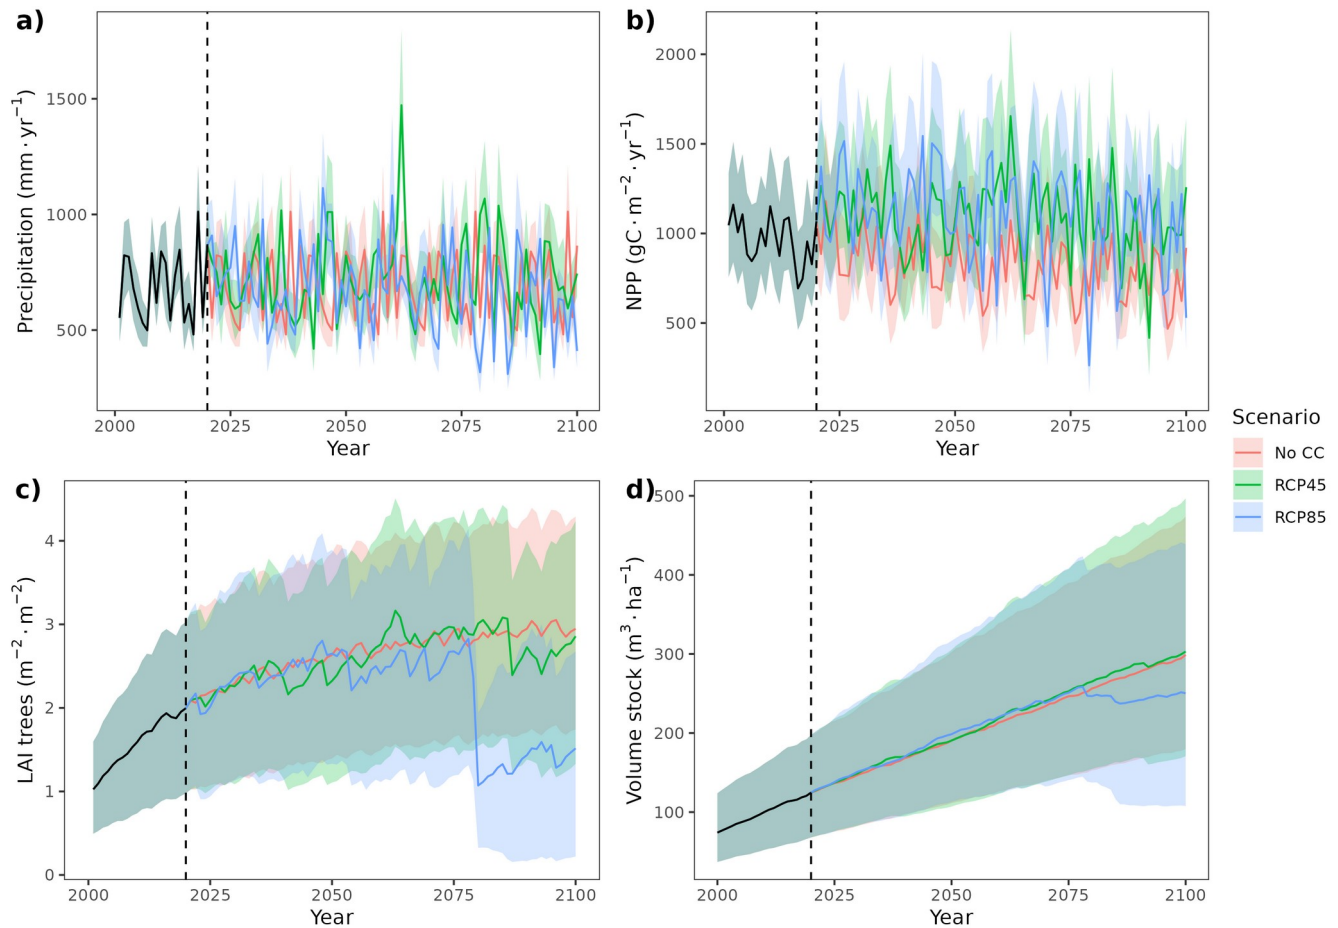 a)
Precipitation (mm · yr⁻¹)
1500
1000
500
2000 2025 2050 2075 2100
Year
b)
NPP (gC · m⁻² · yr⁻¹)
2000
1500
1000
500
2000 2025 2050 2075 2100
Year
c)
LAI trees (m⁻² · m⁻²)
4
3
2
1
0
2000 2025 2050 2075 2100
Year
d)
Volume stock (m³ · ha⁻¹)
500
400
300
200
100
2000 2025 2050 2075 2100
Year
Scenario
No CC
RCP45
RCP85